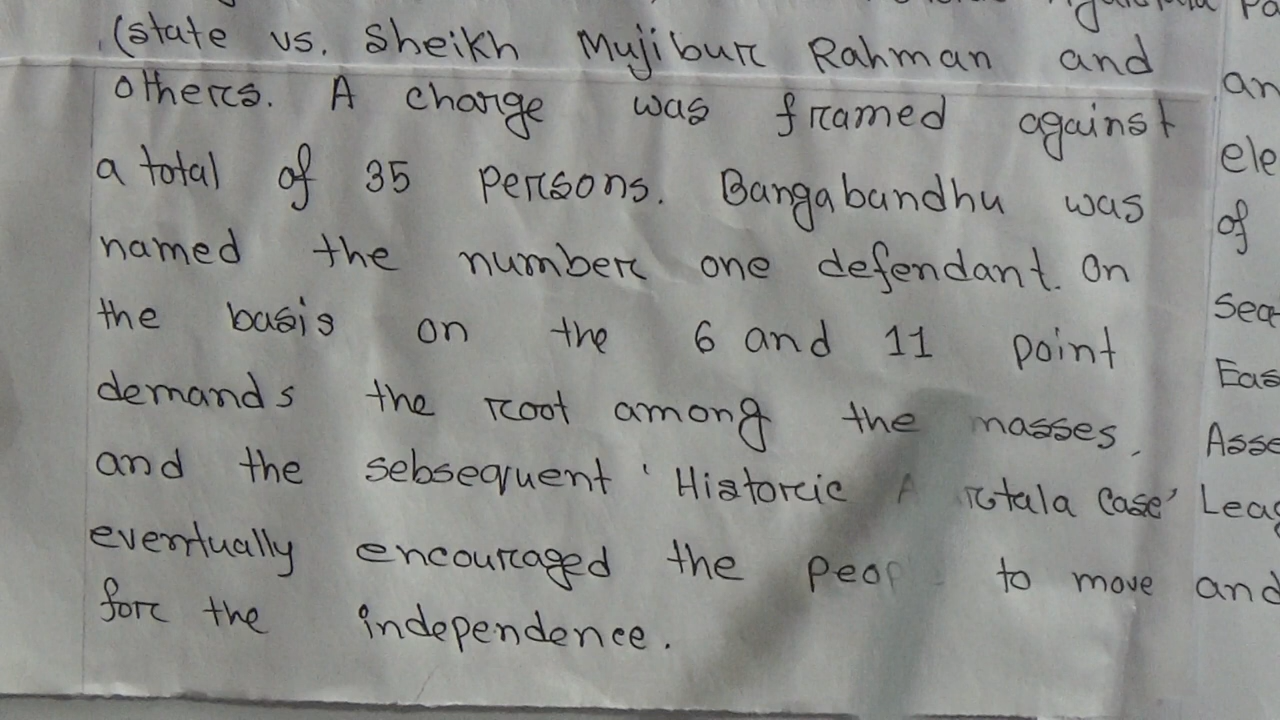 (state vs. Sheikh Mujibur Rahman and
others. A charge was framed against
a total of 35 persons. Bangabandhu was
named the number one defendant. On
the basis on the 6 and 11 point
demands the root among the masses,
and the sebsequent 'Historic Case'
eventually encouraged the to move
for the independence.
an
ele
of
Sea
Eas
Asse
Leag
and